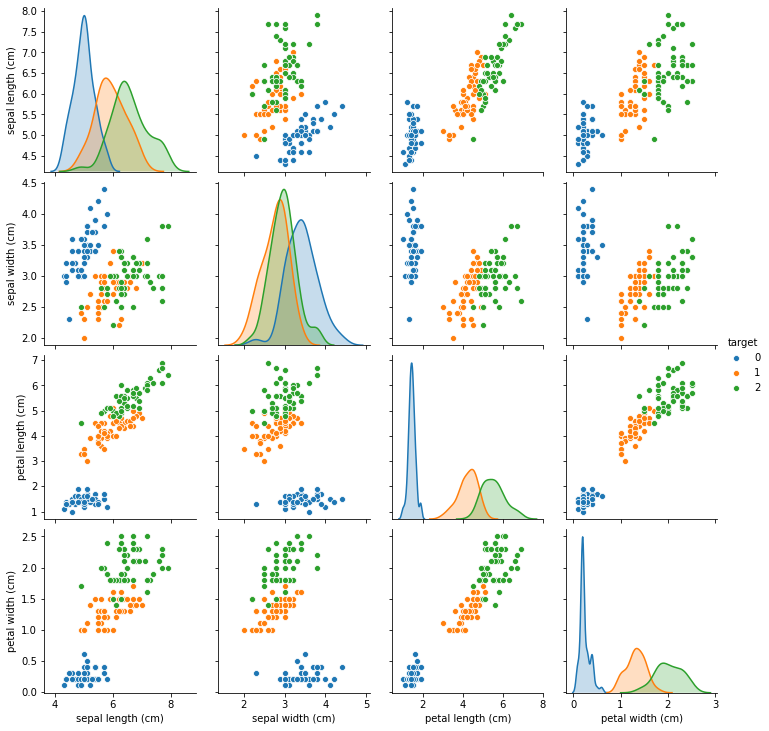 8.0
7.5
7.0
6.5
6.0
5.5
5.0
4.5
sepal length (cm)
4.5
4.0
3.5
3.0
2.5
2.0
sepal width (cm)
target
0
1
2
7
6
5
4
3
2
1
petal length (cm)
2.5
2.0
1.5
1.0
0.5
0.0
petal width (cm)
4 6 8
sepal length (cm)
2 3 4 5
sepal width (cm)
2 4 6 8
petal length (cm)
0 1 2 3
petal width (cm)